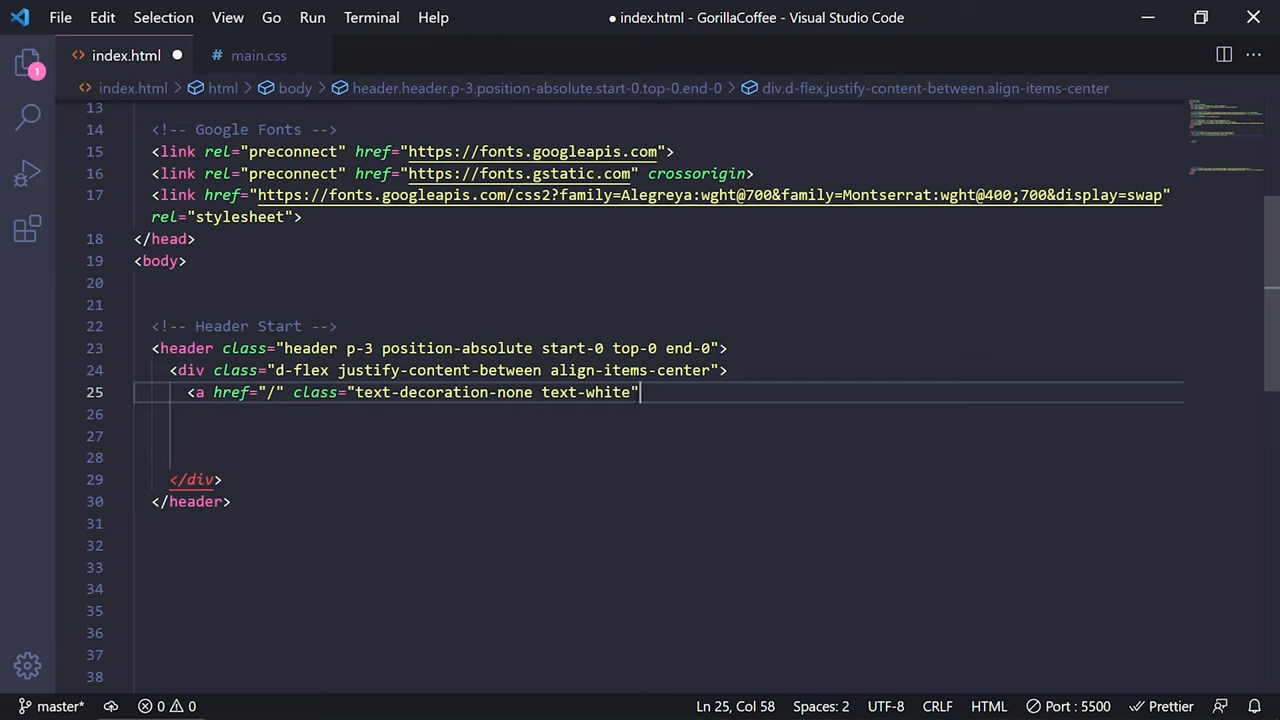 File Edit Selection View Go Run Terminal Help ● index.html - GorillaCoffee - Visual Studio Code
1
<> index.html ● # main.css
<> index.html > html > body > header.header.p-3.position-absolute.start-0.top-0.end-0 > div.d-flex.justify-content-between.align-items-center
13
14 <!-- Google Fonts -->
15 <link rel="preconnect" href="https://fonts.googleapis.com">
16 <link rel="preconnect" href="https://fonts.gstatic.com" crossorigin>
17 <link href="https://fonts.googleapis.com/css2?family=Alegreya:wght@700&family=Montserrat:wght@400;700&display=swap"
rel="stylesheet">
18 </head>
19 <body>
20
21
22 <!-- Header Start -->
23 <header class="header p-3 position-absolute start-0 top-0 end-0">
24 <div class="d-flex justify-content-between align-items-center">
25 <a href="/" class="text-decoration-none text-white"
26
27
28
29 </div>
30 </header>
31
32
33
34
35
36
37
38
master* 0 0 Ln 25, Col 58 Spaces: 2 UTF-8 CRLF HTML Port : 5500 Prettier